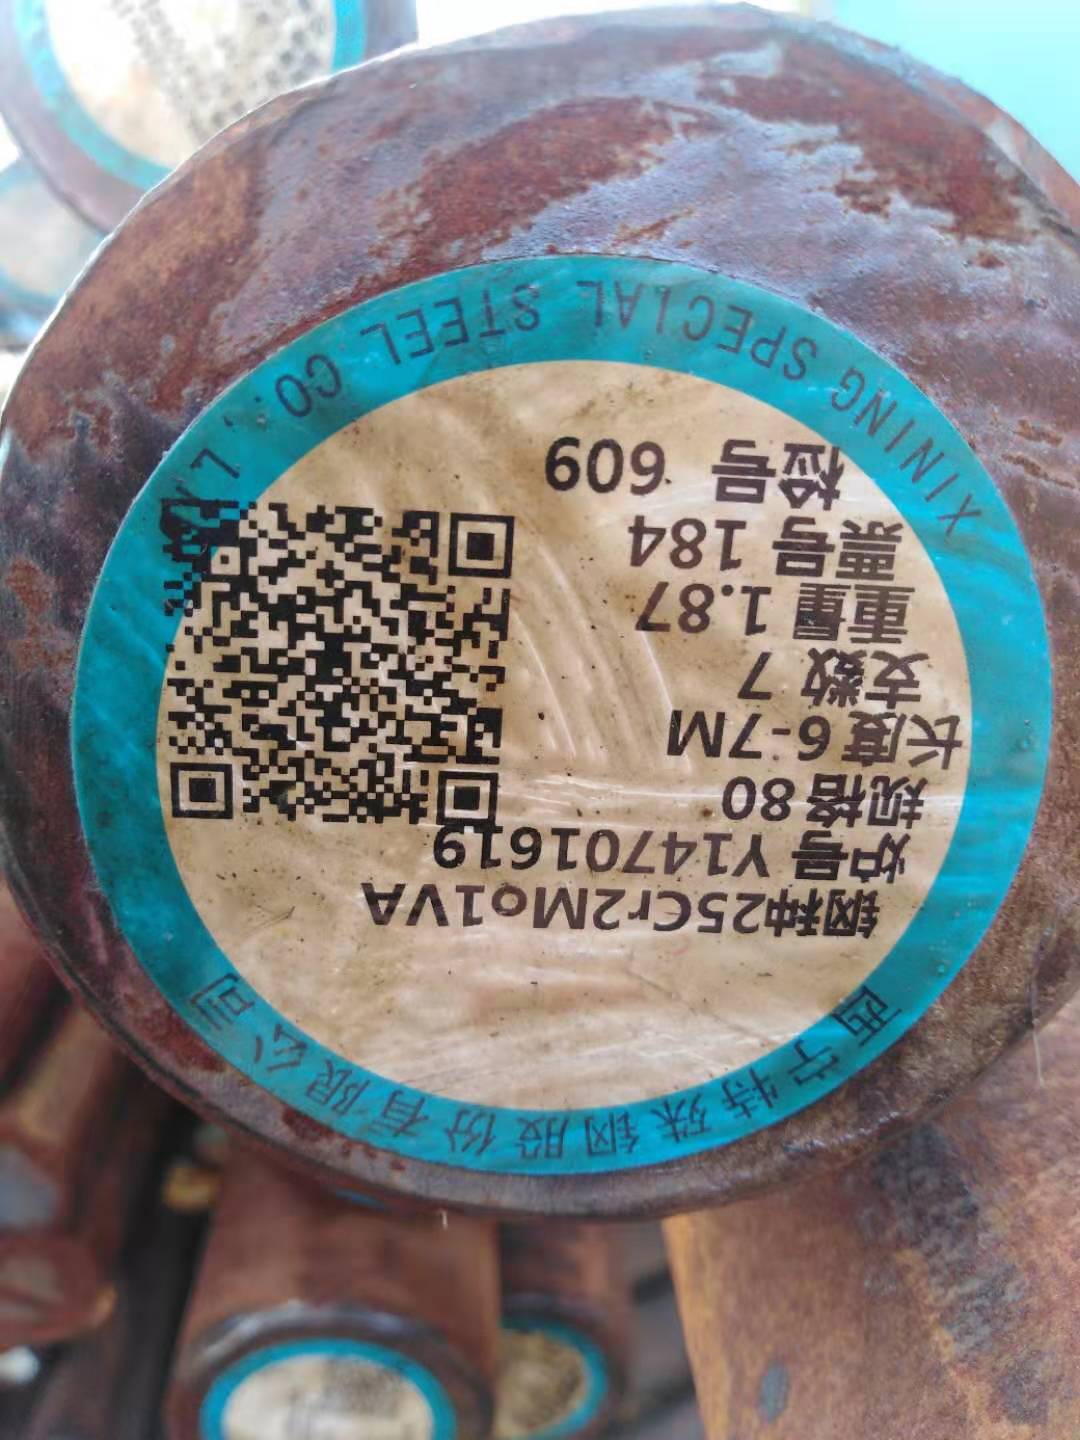 西宁特殊钢股份有限公司
钢种25Cr2Mo1VA
炉号 Y114701619
规格 80
长度 6-7M
支数 7
重量 1.87
票号 184
检号 609
XINING SPECIAL STEEL CO., L